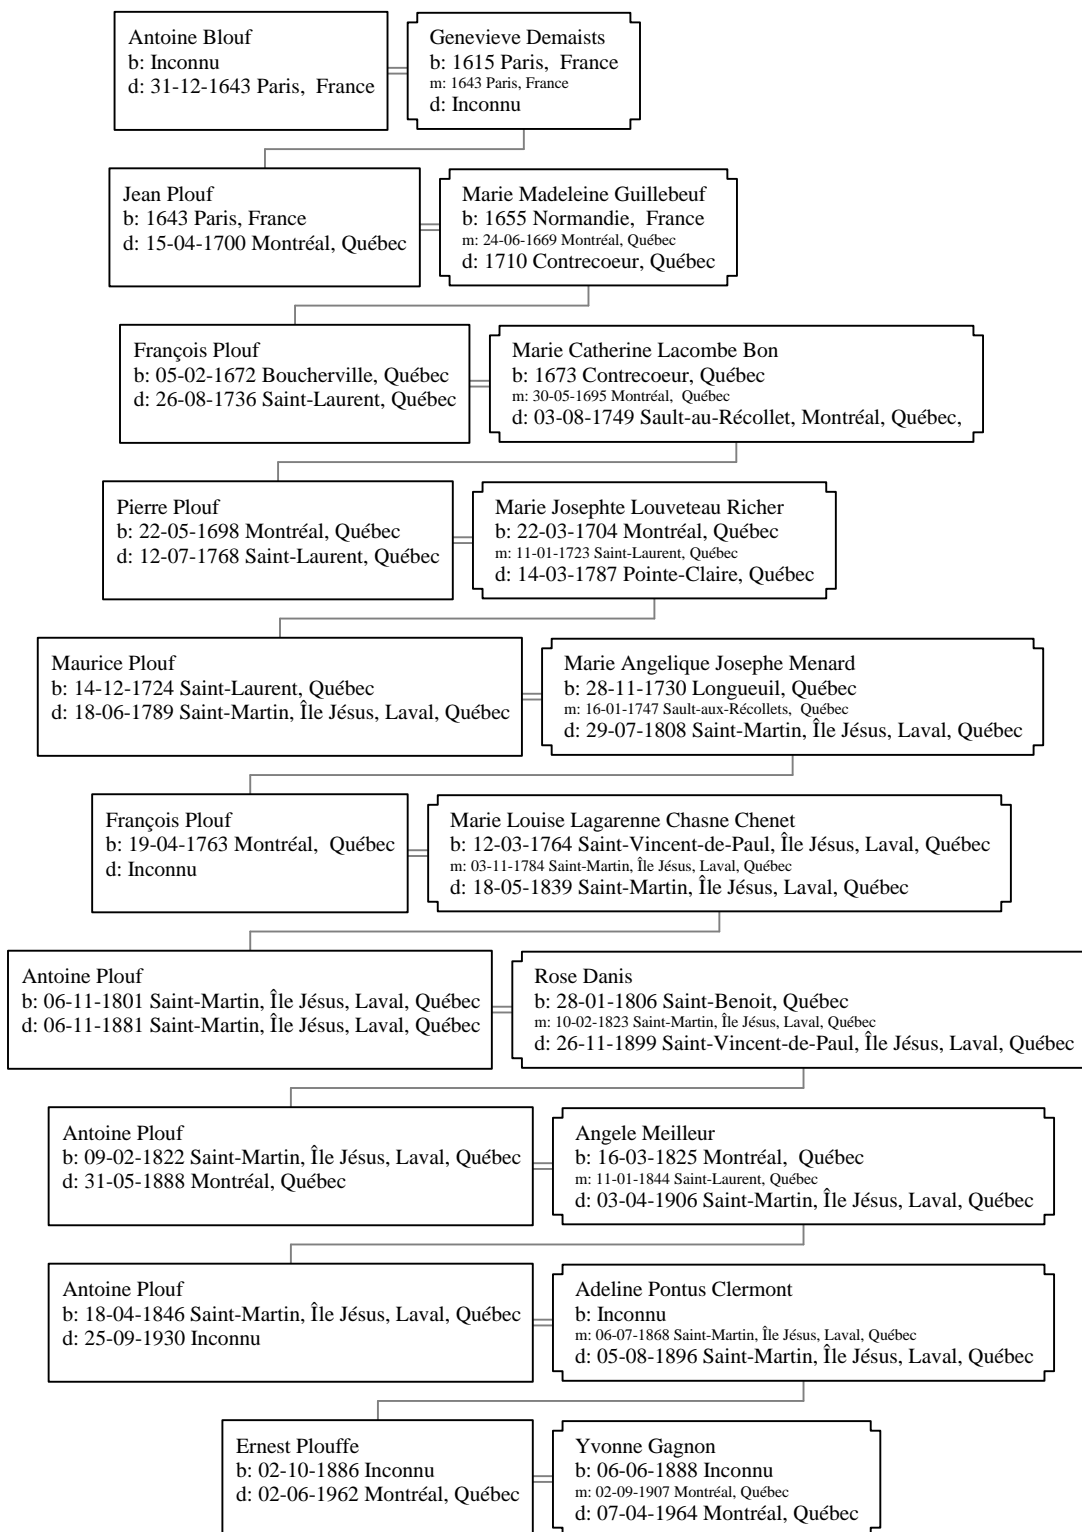 Antoine Blouf
b: Inconnu
d: 31-12-1643 Paris,  France
Genevieve Demaists
b: 1615 Paris,  France
m: 1643 Paris, France
d: Inconnu
Jean Plouf
b: 1643 Paris, France
d: 15-04-1700 Montréal, Québec
Marie Madeleine Guillebeuf
b: 1655 Normandie,  France
m: 24-06-1669 Montréal, Québec
d: 1710 Contrecoeur, Québec
François Plouf
b: 05-02-1672 Boucherville, Québec
d: 26-08-1736 Saint-Laurent, Québec
Marie Catherine Lacombe Bon
b: 1673 Contrecoeur, Québec
m: 30-05-1695 Montréal,  Québec
d: 03-08-1749 Sault-au-Récollet, Montréal, Québec,
Pierre Plouf
b: 22-05-1698 Montréal, Québec
d: 12-07-1768 Saint-Laurent, Québec
Marie Josephte Louveteau Richer
b: 22-03-1704 Montréal, Québec
m: 11-01-1723 Saint-Laurent, Québec
d: 14-03-1787 Pointe-Claire, Québec
Maurice Plouf
b: 14-12-1724 Saint-Laurent, Québec
d: 18-06-1789 Saint-Martin, Île Jésus, Laval, Québec
Marie Angelique Josephe Menard
b: 28-11-1730 Longueuil, Québec
m: 16-01-1747 Sault-aux-Récollets,  Québec
d: 29-07-1808 Saint-Martin, Île Jésus, Laval, Québec
François Plouf
b: 19-04-1763 Montréal,  Québec
d: Inconnu
Marie Louise Lagarenne Chasne Chenet
b: 12-03-1764 Saint-Vincent-de-Paul, Île Jésus, Laval, Québec
m: 03-11-1784 Saint-Martin, Île Jésus, Laval, Québec
d: 18-05-1839 Saint-Martin, Île Jésus, Laval, Québec
Antoine Plouf
b: 06-11-1801 Saint-Martin, Île Jésus, Laval, Québec
d: 06-11-1881 Saint-Martin, Île Jésus, Laval, Québec
Rose Danis
b: 28-01-1806 Saint-Benoit, Québec
m: 10-02-1823 Saint-Martin, Île Jésus, Laval, Québec
d: 26-11-1899 Saint-Vincent-de-Paul, Île Jésus, Laval, Québec
Antoine Plouf
b: 09-02-1822 Saint-Martin, Île Jésus, Laval, Québec
d: 31-05-1888 Montréal, Québec
Angele Meilleur
b: 16-03-1825 Montréal,  Québec
m: 11-01-1844 Saint-Laurent, Québec
d: 03-04-1906 Saint-Martin, Île Jésus, Laval, Québec
Antoine Plouf
b: 18-04-1846 Saint-Martin, Île Jésus, Laval, Québec
d: 25-09-1930 Inconnu
Adeline Pontus Clermont
b: Inconnu
m: 06-07-1868 Saint-Martin, Île Jésus, Laval, Québec
d: 05-08-1896 Saint-Martin, Île Jésus, Laval, Québec
Ernest Plouffe
b: 02-10-1886 Inconnu
d: 02-06-1962 Montréal, Québec
Yvonne Gagnon
b: 06-06-1888 Inconnu
m: 02-09-1907 Montréal, Québec
d: 07-04-1964 Montréal, Québec